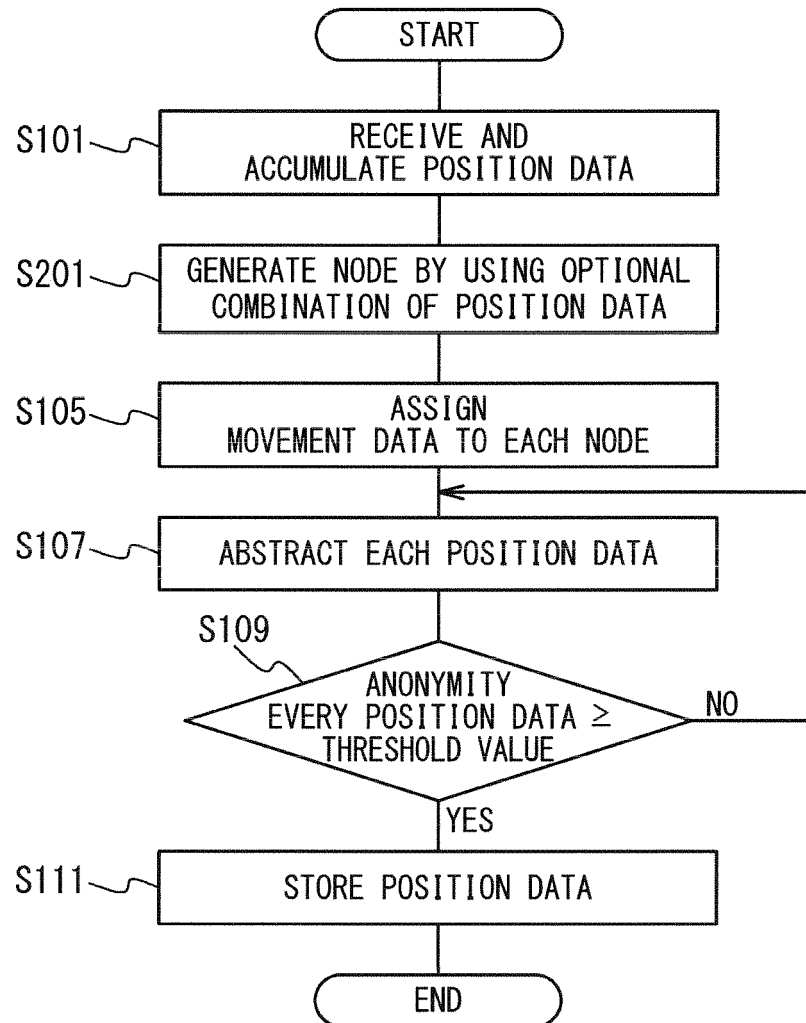 START
S101
RECEIVE AND
ACCUMULATE POSITION DATA
S201
GENERATE NODE BY USING OPTIONAL
COMBINATION OF POSITION DATA
S105
ASSIGN
MOVEMENT DATA TO EACH NODE
S107
ABSTRACT EACH POSITION DATA
S109
ANONYMITY
EVERY POSITION DATA ≥
THRESHOLD VALUE
NO
YES
S111
STORE POSITION DATA
END